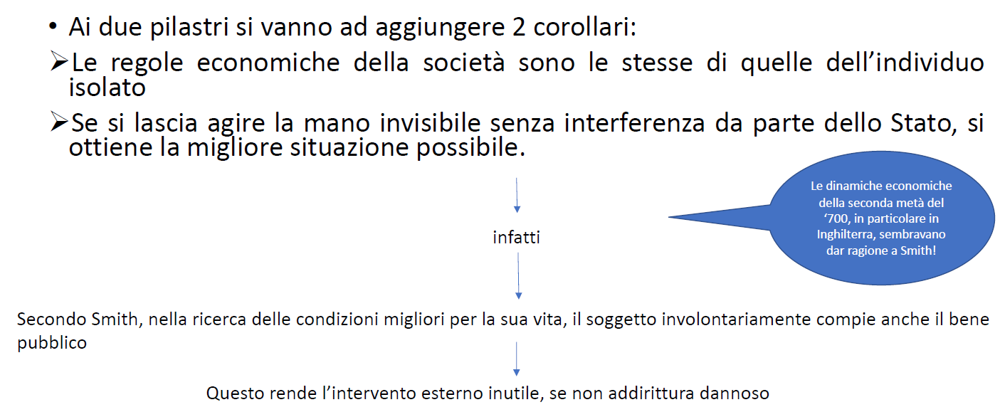 • Ai due pilastri si vanno ad aggiungere 2 corollari:
➢Le regole economiche della società sono le stesse di quelle dell’individuo
isolato
➢Se si lascia agire la mano invisibile senza interferenza da parte dello Stato, si
ottiene la migliore situazione possibile.
Le dinamiche economiche
della seconda metà del
‘700, in particolare in
Inghilterra, sembravano
dar ragione a Smith!
infatti
Secondo Smith, nella ricerca delle condizioni migliori per la sua vita, il soggetto involontariamente compie anche il bene
pubblico
Questo rende l’intervento esterno inutile, se non addirittura dannoso